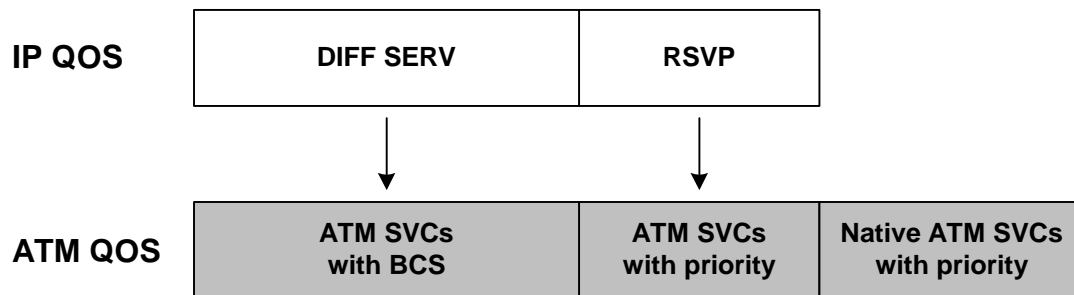 IP QOS
DIFF SERV
RSVP
ATM QOS
ATM SVCs
with BCS
ATM SVCs
with priority
Native ATM SVCs
with priority